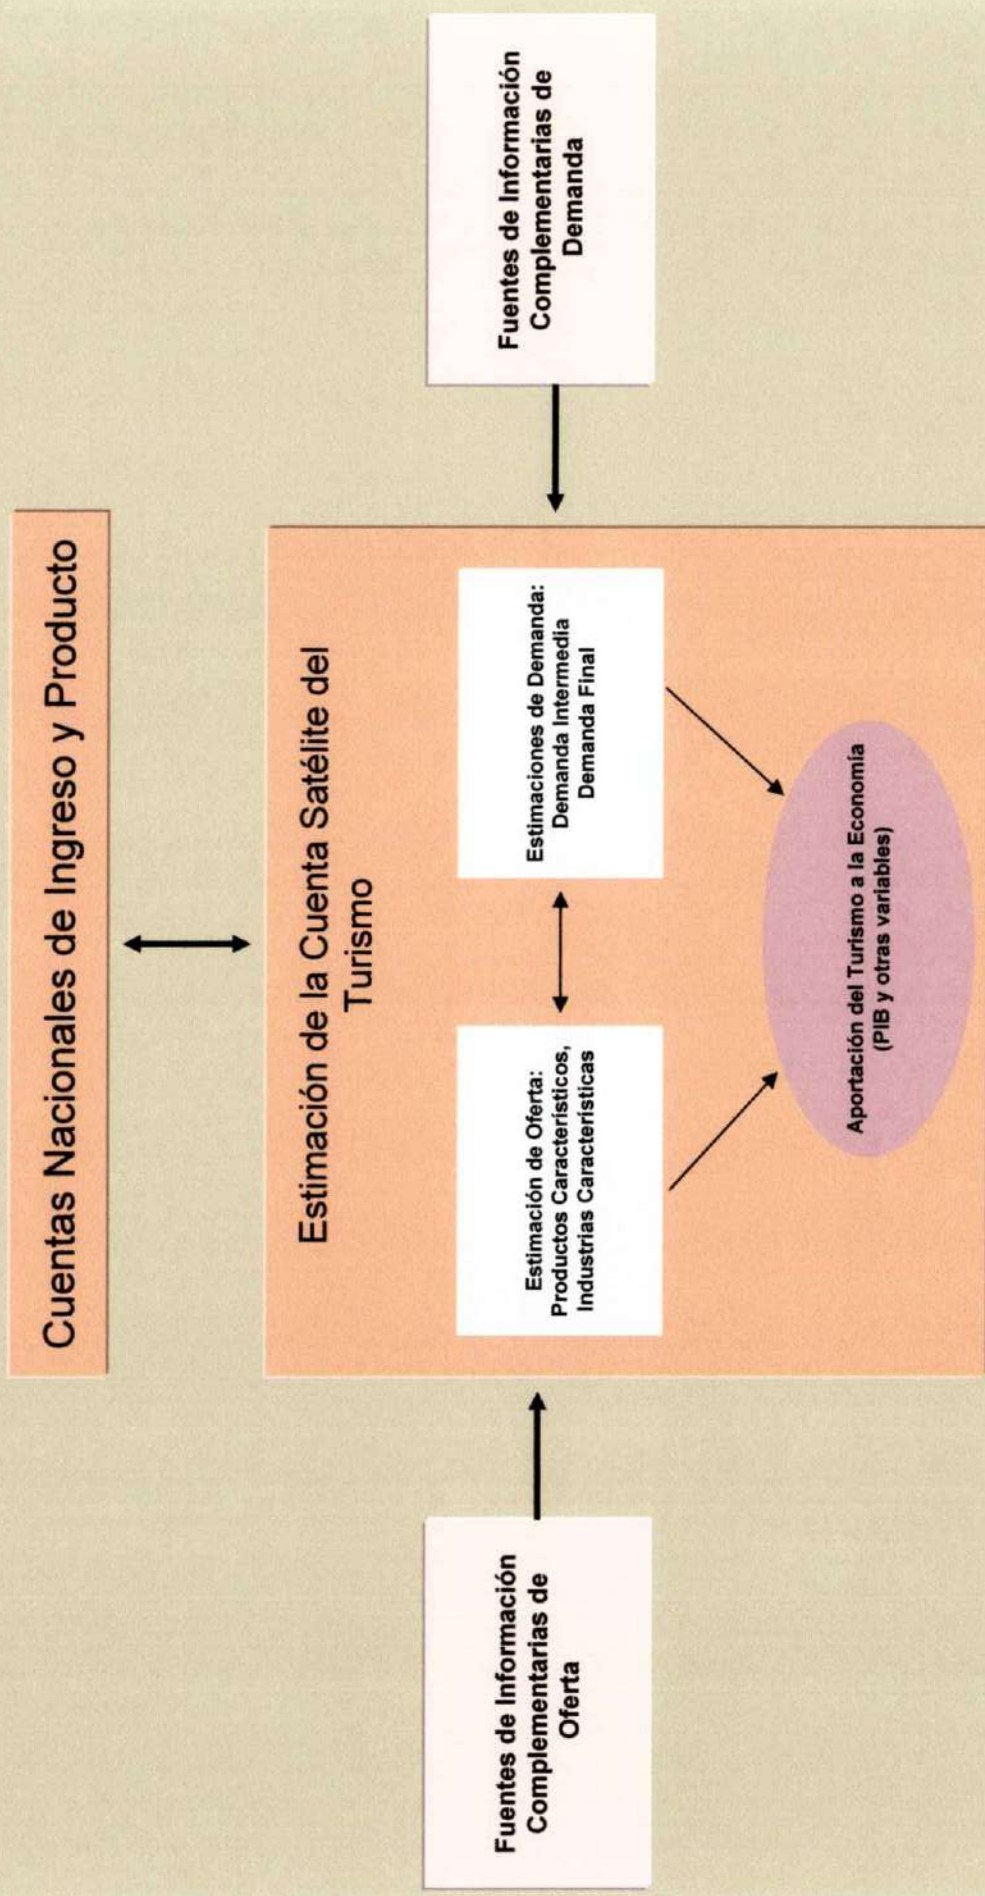 Cuentas Nacionales de Ingreso y Producto
Estimación de la Cuenta Satélite del
Turismo
Fuentes de Información
Complementarias de
Oferta
Estimación de Oferta:
Productos Característicos,
Industrias Características
Estimaciones de Demanda:
Demanda Intermedia
Demanda Final
Fuentes de Información
Complementarias de
Demanda
Aportación del Turismo a la Economía
(PIB y otras variables)